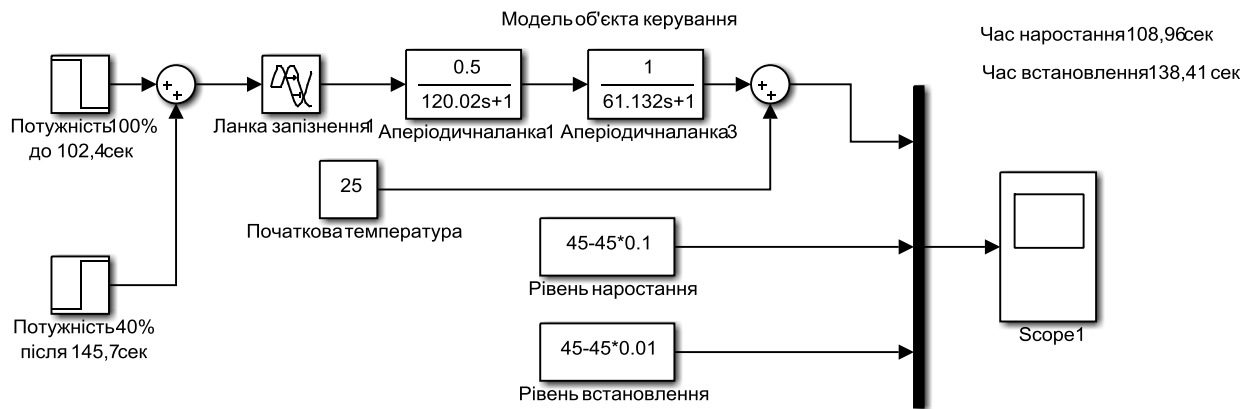 Модель об'єкта керування
Час наростання108,96сек
Час встановлення138,41 сек
0.5
120.02s+1
1
61.132s+1
Потужність100%
до 102,4сек
Ланка запізнення1
Аперіодичналанка1
Аперіодичналанка3
25
Початкова температура
45-45*0.1
Рівень наростання
Потужність40%
після 145,7сек
45-45*0.01
Рівень встановлення
Scope1